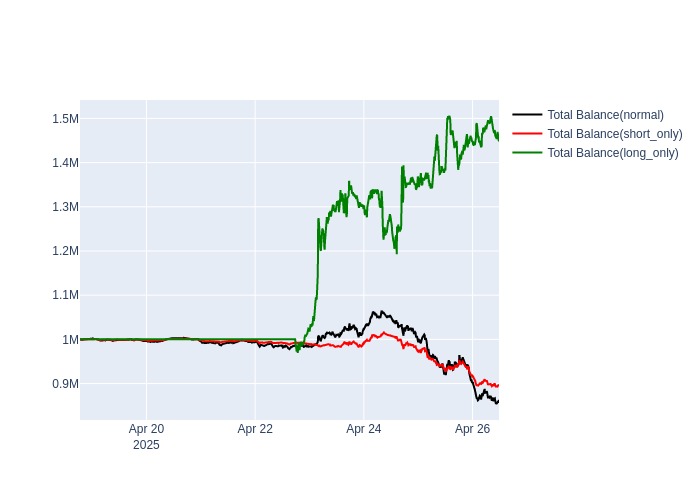 1.5M
1.4M
1.3M
1.2M
1.1M
1M
0.9M
Apr 20
2025
Apr 22
Apr 24
Apr 26
Total Balance(normal)
Total Balance(short_only)
Total Balance(long_only)